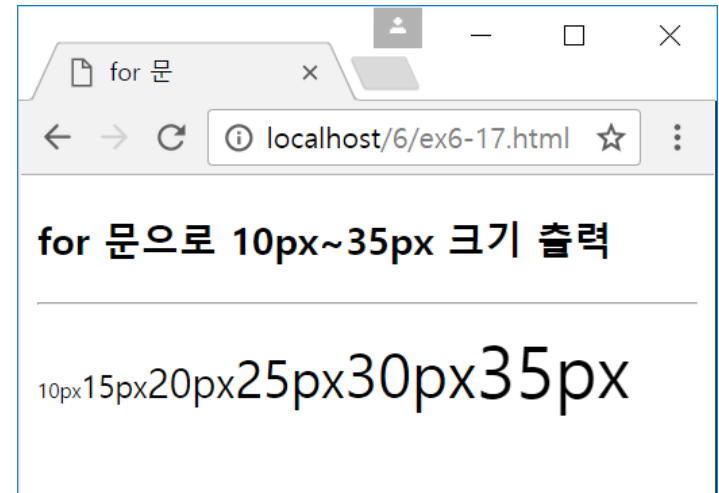 for 문
localhost/6/ex6-17.html
for 문으로 10px~35px 크기 출력
10px15px20px25px30px35px